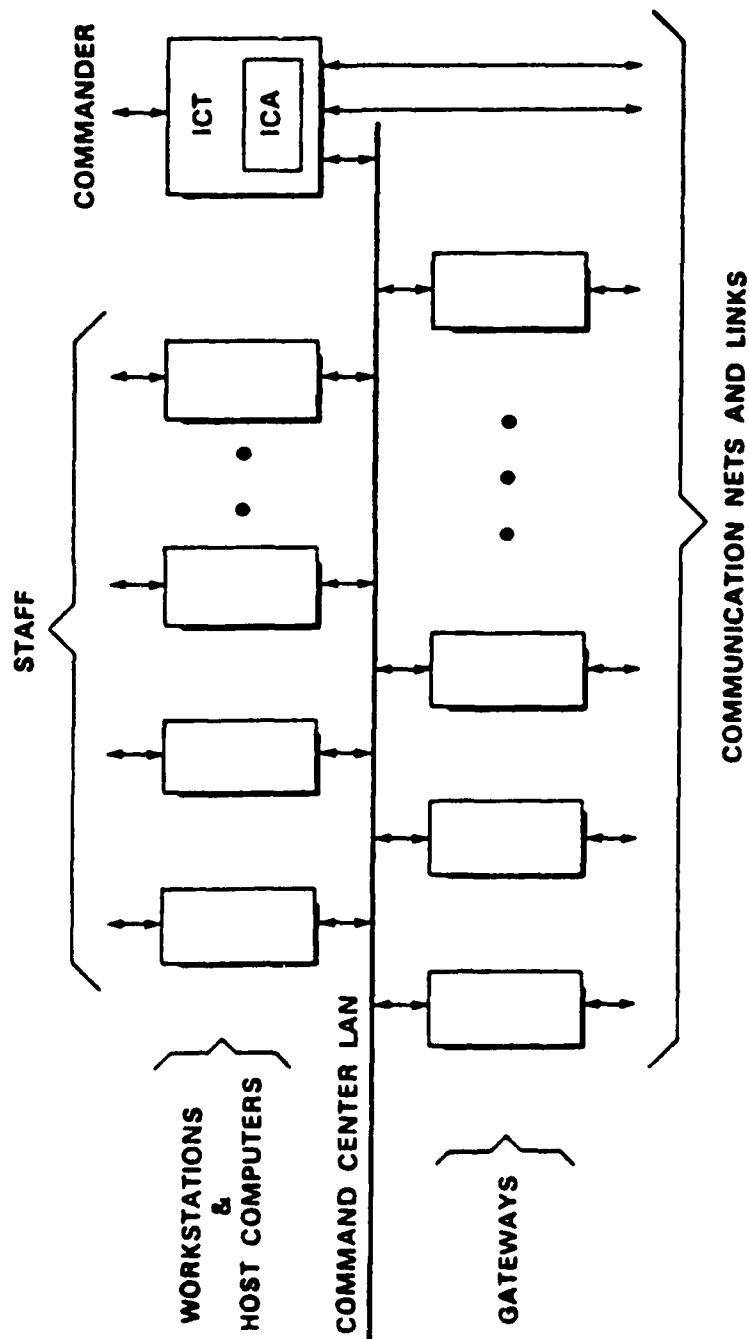 STAFF
COMMANDER
WORKSTATIONS
&
HOST COMPUTERS
ICT
ICA
COMMAND CENTER LAN
GATEWAYS
COMMUNICATION NETS AND LINKS